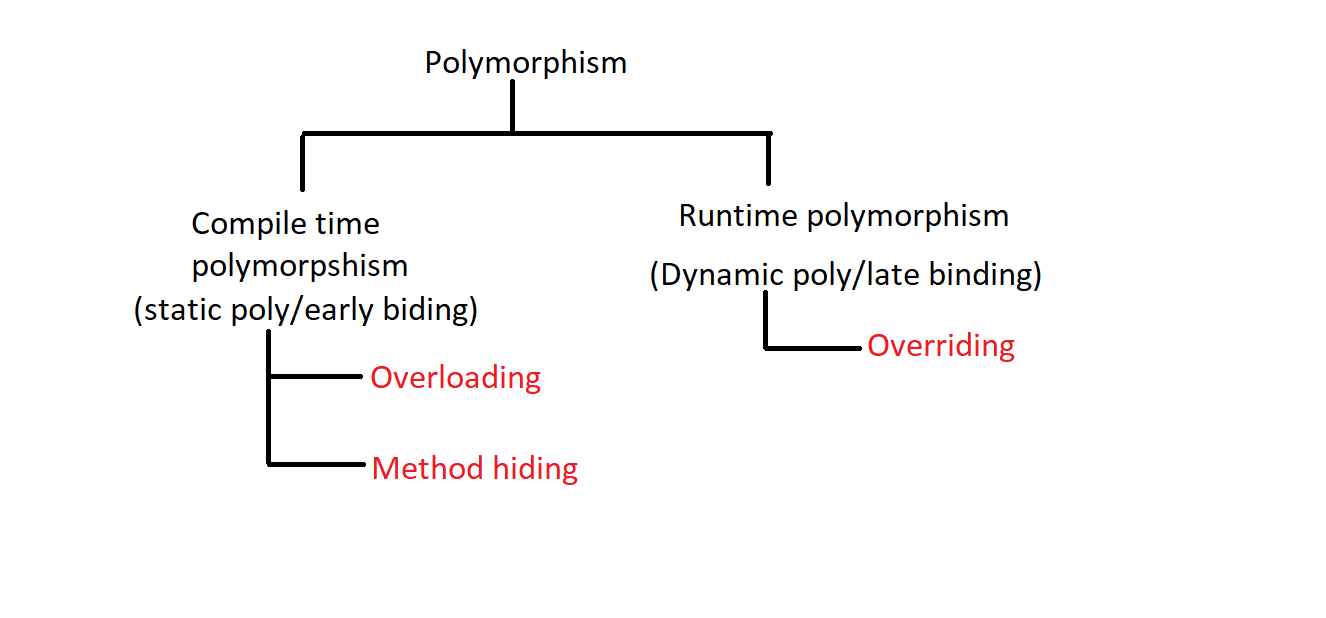 Polymorphism
Compile time
polymorpshism
(static poly/early biding)
Overloading
Method hiding
Runtime polymorphism
(Dynamic poly/late binding)
Overriding